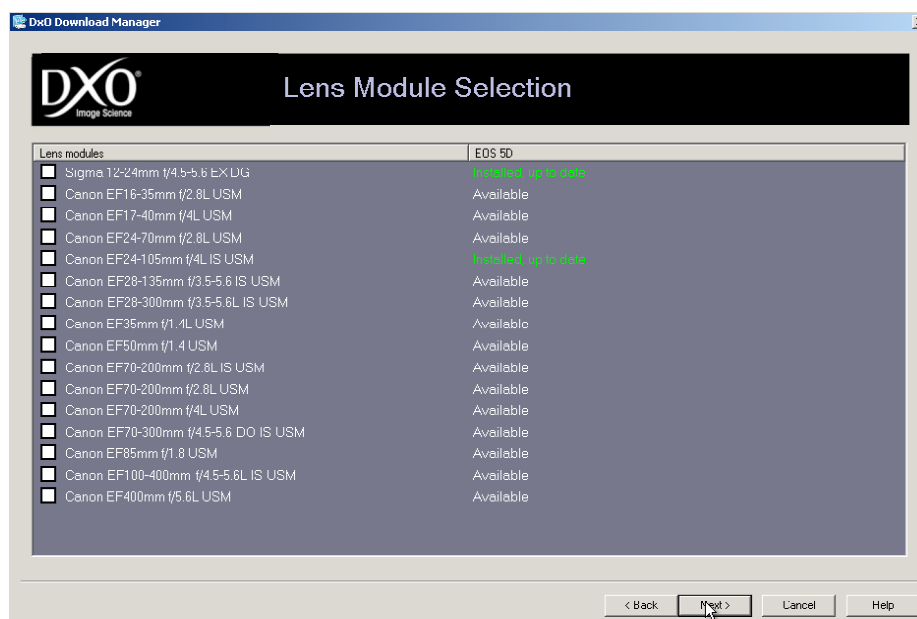 DxO Download Manager
DXO
Image Science
Lens Module Selection
Lens modules EOS 5D
Sigma 12-24mm f/4.5-5.6 EX DG Installed, up to date
Canon EF16-35mm f/2.8L USM Available
Canon EF17-40mm f/4L USM Available
Canon EF24-70mm f/2.8L USM Available
Canon EF24-105mm f/4L IS USM Installed, up to date
Canon EF28-135mm f/3.5-5.6 IS USM Available
Canon EF28-300mm f/3.5-5.6L IS USM Available
Canon EF35mm f/1.4L USM Available
Canon EF50mm f/1.4 USM Available
Canon EF70-200mm f/2.8L IS USM Available
Canon EF70-200mm f/2.8L USM Available
Canon EF70-200mm f/4L USM Available
Canon EF70-300mm f/4.5-5.6 DO IS USM Available
Canon EF85mm f/1.8 USM Available
Canon EF100-400mm f/4.5-5.6L IS USM Available
Canon EF400mm f/5.6L USM Available
< Back Next > Cancel Help